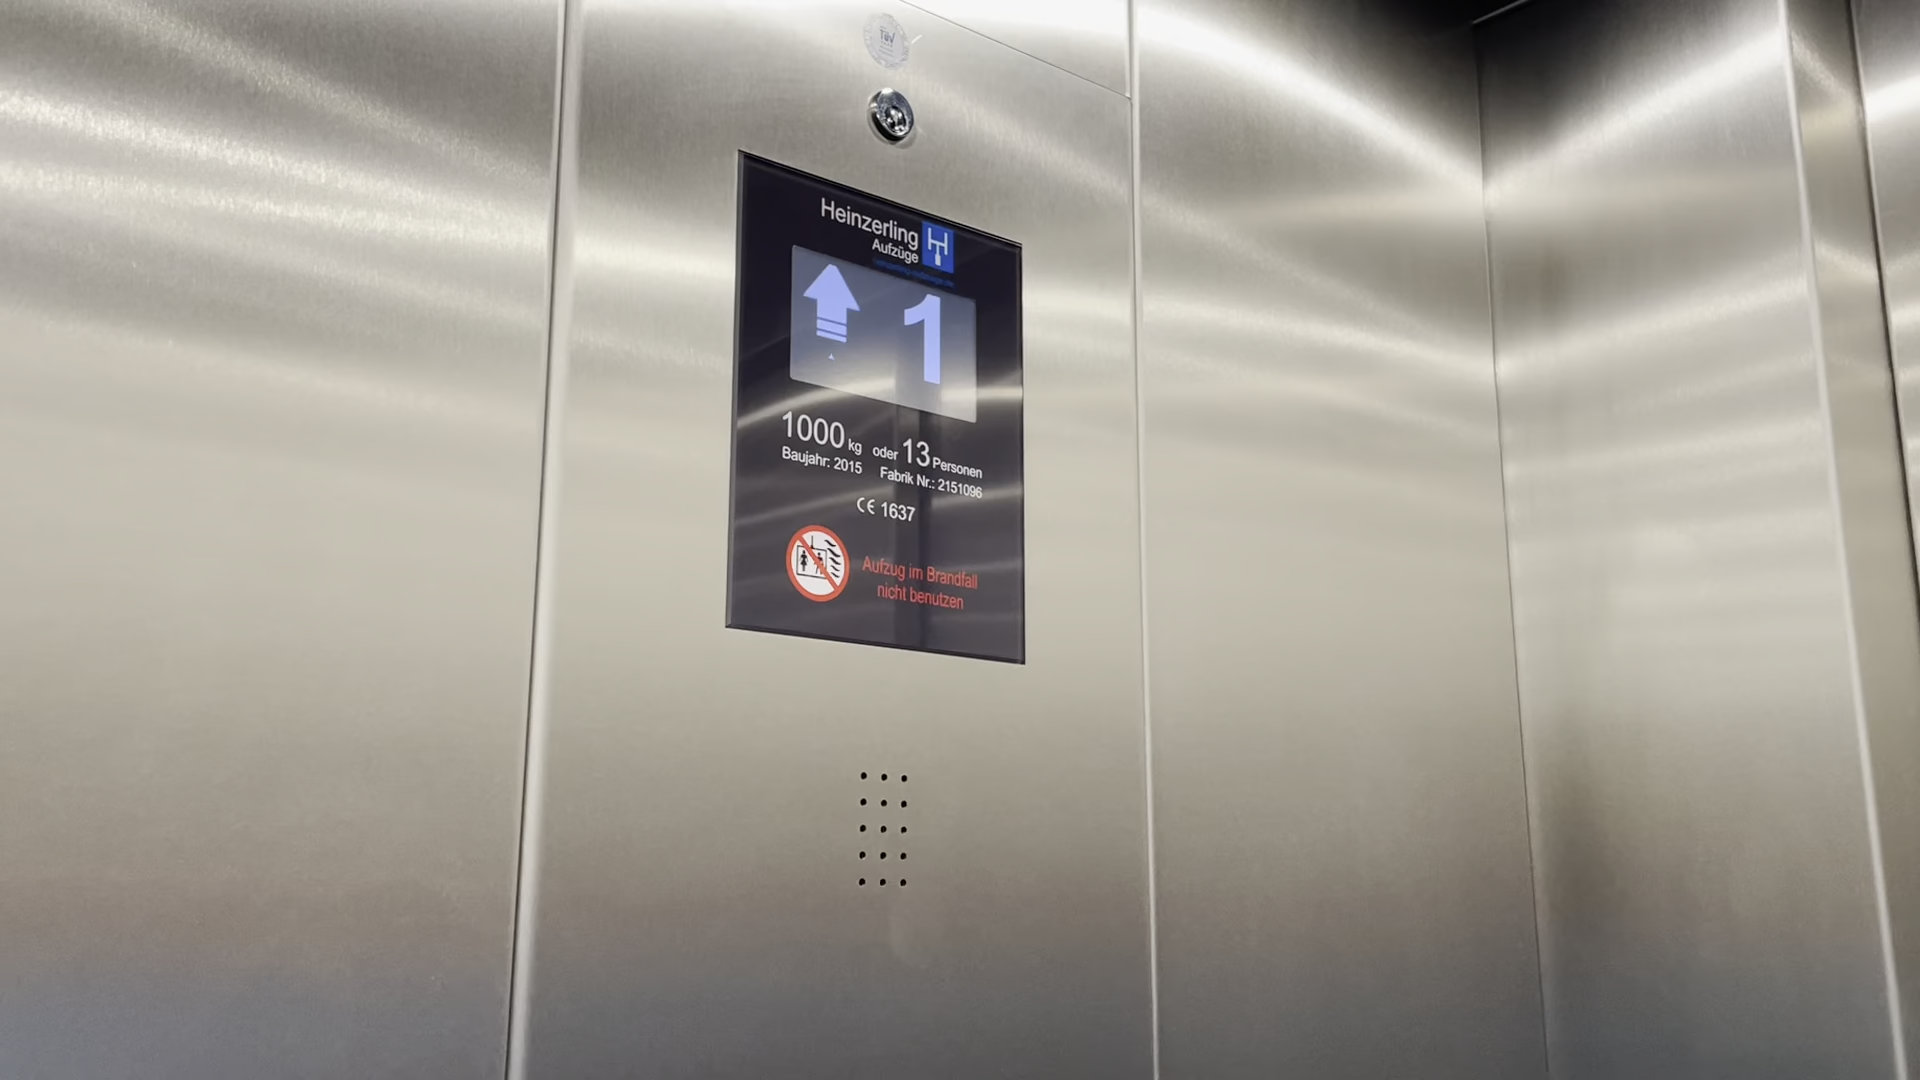 TÜV
Heinzerling
Aufzüge
1
1000 kg oder 13 Personen
Baujahr: 2015 Fabrik Nr.: 2151096
CE 1637
Aufzug im Brandfall
nicht benutzen